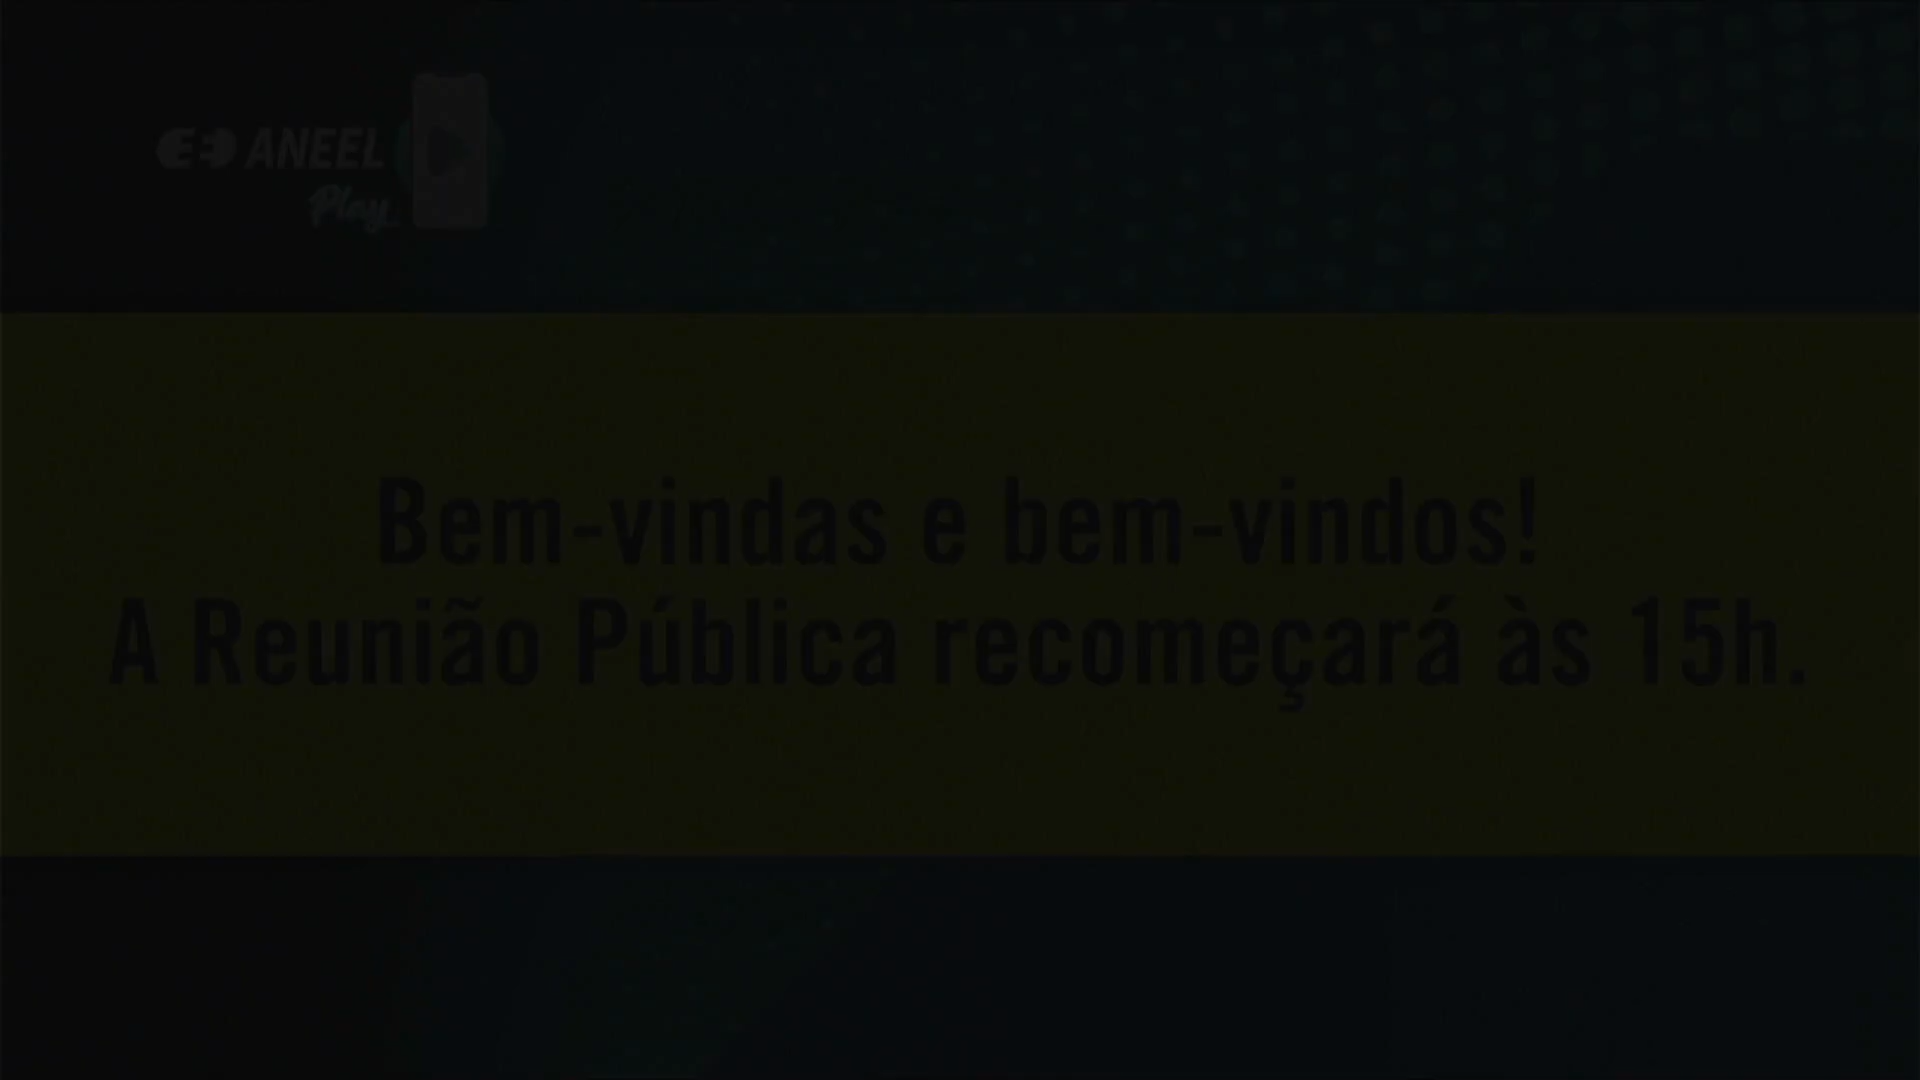 ANEEL
Play
Bem-vindas e bem-vindos!
A Reunião Pública recomeçará às 15h.